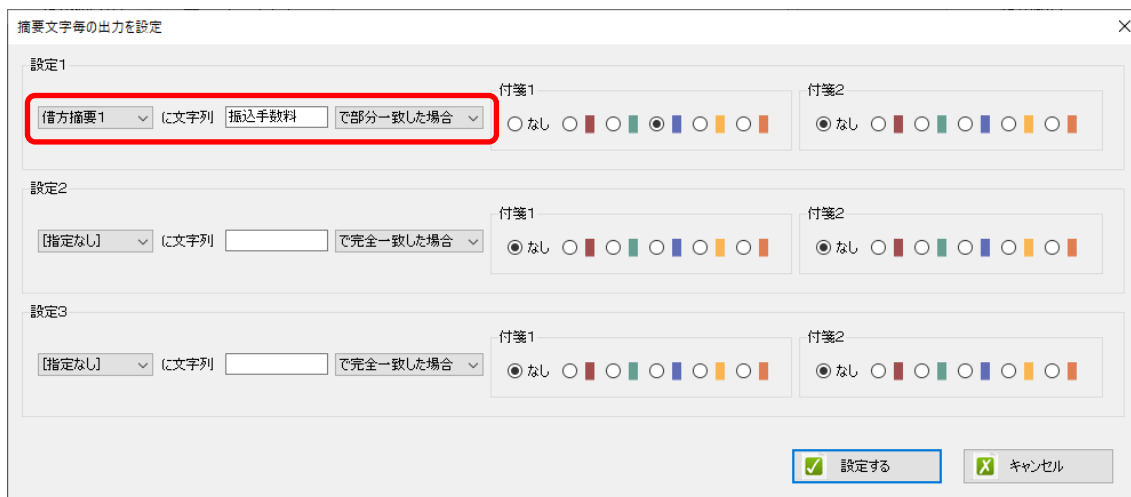 摘要文字毎の出力を設定
設定1
借方摘要1 に文字列 振込手数料 で部分一致した場合
付箋1
なし
付箋2
なし
設定2
[指定なし] に文字列 で完全一致した場合
付箋1
なし
付箋2
なし
設定3
[指定なし] に文字列 で完全一致した場合
付箋1
なし
付箋2
なし
設定する キャンセル